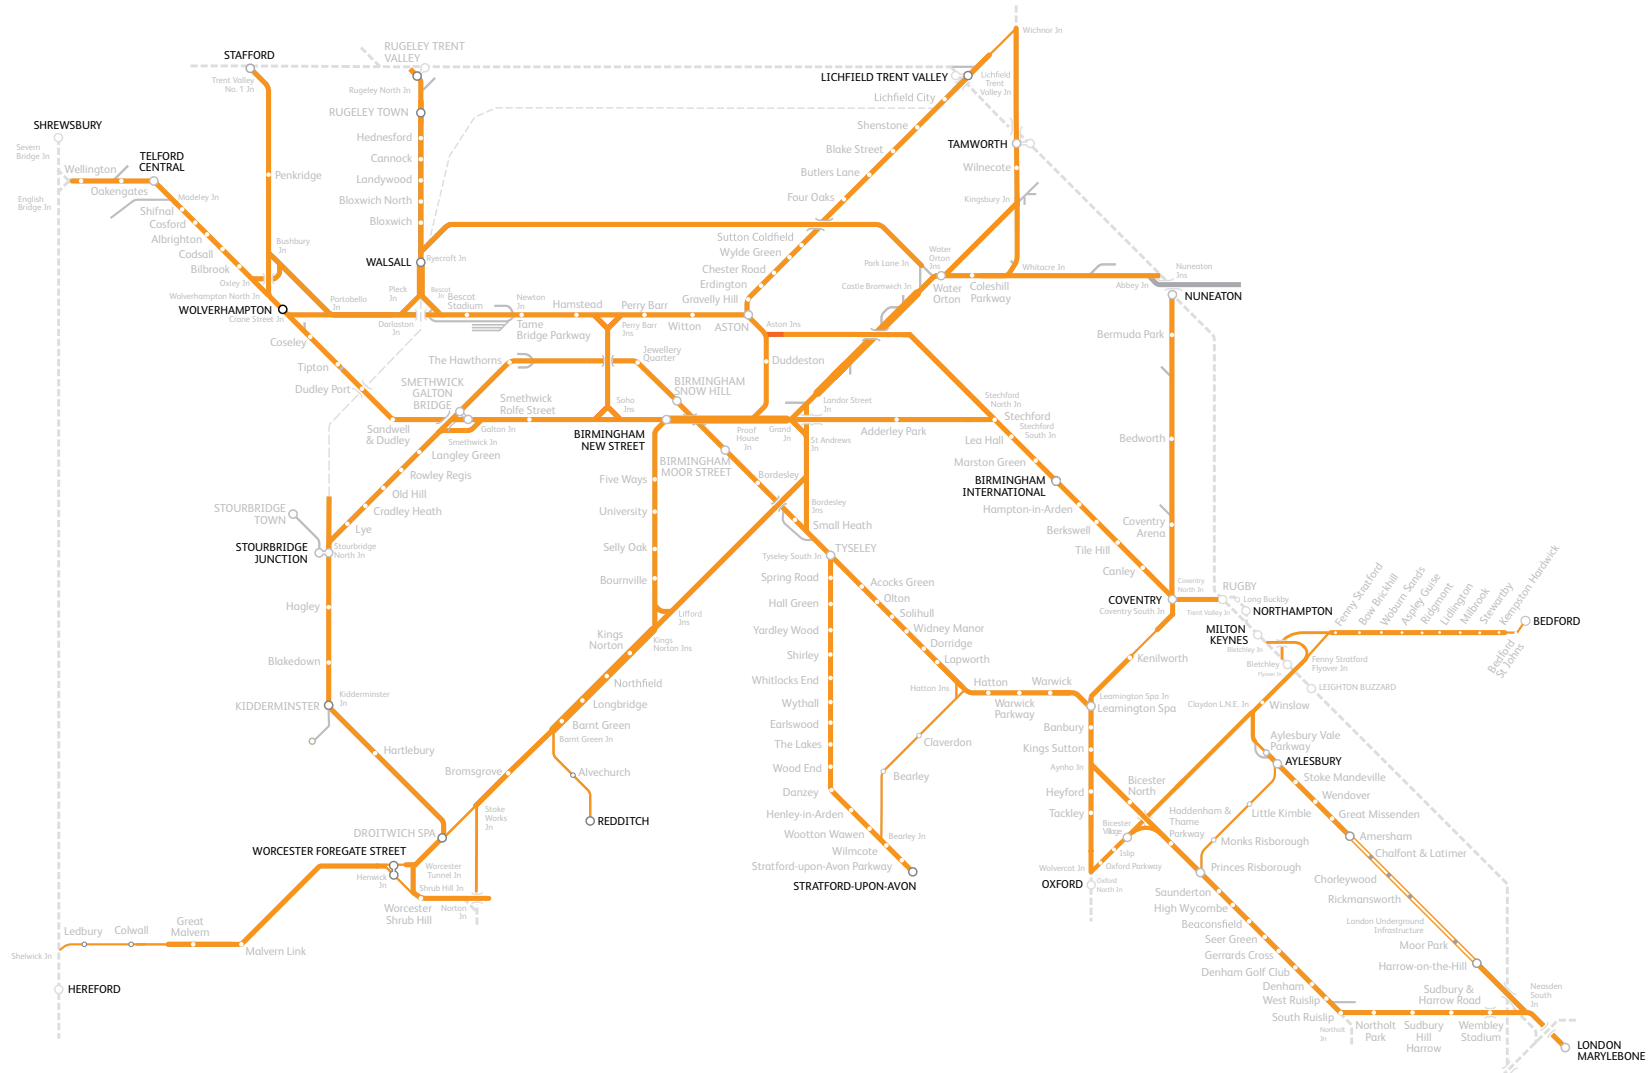 Wichnor Jn
STAFFORD
RUGELEY TRENT
VALLEY
LICHFIELD TRENT VALLEY
Lichfield
Trent
Valley Jn
Trent Valley
No. 1 Jn
Rugeley North Jn
Lichfield City
RUGELEY TOWN
SHREWSBURY
Shenstone
Hednesford
Severn
Bridge Jn
TELFORD
CENTRAL
Cannock
Blake Street
TAMWORTH
Wellington
Penkridge
Landywood
Butlers Lane
Wilnecote
Oakengates
Madeley Jn
English
Bridge Jn
Bloxwich North
Four Oaks
Kingsbury Jn
Shifnal
Cosford
Bloxwich
Albrighton
Bushbury
Jn
Sutton Coldfield
Codsall
Wylde Green
Water
Orton
Jns
Bilbrook
WALSALL
Ryecroft Jn
Chester Road
Park Lane Jn
Whitacre Jn
Nuneaton
Jns
Oxley Jn
Erdington
Castle Bromwich Jn
Water
Orton
Coleshill
Parkway
Abbey Jn
Wolverhampton North Jn
Portobello
Jn
Pleck
Jn
Bescot
Jn
Bescot
Stadium
Newton
Jn
Hamstead
Perry Barr
Gravelly Hill
NUNEATON
WOLVERHAMPTON
Crane Street Jn
Darlaston
Jn
Tame
Bridge Parkway
Perry Barr
Jns
Witton
ASTON
Aston Jns
Coseley
Bermuda Park
The Hawthorns
Jewellery
Quarter
Duddeston
Tipton
Dudley Port
SMETHWICK
GALTON
BRIDGE
Smethwick
Rolfe Street
Soho
Jns
BIRMINGHAM
SNOW HILL
Landor Street
Jn
Stechford
North Jn
Stechford
Stechford
South Jn
Sandwell
& Dudley
Galton Jn
Smethwick Jn
BIRMINGHAM
NEW STREET
Proof
House
Jn
Grand
Jn
St Andrews
Jn
Adderley Park
Lea Hall
Bedworth
Langley Green
BIRMINGHAM
MOOR STREET
Marston Green
Rowley Regis
Five Ways
Bordesley
BIRMINGHAM
INTERNATIONAL
Old Hill
Hampton-in-Arden
STOURBRIDGE
TOWN
Cradley Heath
University
Bordesley
Jns
Small Heath
Berkswell
Coventry
Arena
Lye
STOURBRIDGE
JUNCTION
Stourbridge
North Jn
Selly Oak
Tyseley South Jn
TYSELEY
Tile Hill
Bournville
Spring Road
Acocks Green
Canley
Coventry
North Jn
RUGBY
Hagley
Hall Green
Olton
COVENTRY
Coventry South Jn
Trent Valley Jn
Long Buckby
NORTHAMPTON
Lifford
Jns
Solihull
Fenny Stratford
Bow Brickhill
Woburn Sands
Aspley Guise
Ridgmont
Lidlington
Milbrook
Stewartby
Kempston Hardwick
BEDFORD
Bedford
St Johns
Kings
Norton
Kings
Norton Jns
Yardley Wood
Widney Manor
MILTON
KEYNES
Bletchley Jn
Dorridge
Shirley
Lapworth
Kenilworth
Bletchley
Flyover Jn
Fenny Stratford
Flyover Jn
Blakedown
Northfield
Whitlocks End
Hatton Jns
Hatton
Warwick
LEIGHTON BUZZARD
KIDDERMINSTER
Kidderminster
Jn
Longbridge
Wythall
Warwick
Parkway
Leamington Spa Jn
Leamington Spa
Claydon L.N.E. Jn
Winslow
Barnt Green
Barnt Green Jn
Earlswood
Banbury
Aylesbury Vale
Parkway
Hartlebury
The Lakes
Claverdon
Kings Sutton
AYLESBURY
Bromsgrove
Alvechurch
Wood End
Bearley
Aynho Jn
Stoke Mandeville
Danzey
Heyford
Bicester
North
Wendover
Stoke
Works
Jn
REDDITCH
Henley-in-Arden
Tackley
Haddenham &
Thame
Parkway
Little Kimble
Great Missenden
DROITWICH SPA
Wootton Wawen
Bearley Jn
Bicester
Village
Monks Risborough
Amersham
WORCESTER FOREGATE STREET
Wilmcote
Islip
Chalfont & Latimer
Worcester
Tunnel Jn
Stratford-upon-Avon Parkway
Wolvercot Jn
Oxford Parkway
Princes Risborough
Henwick
Jn
Shrub Hill Jn
STRATFORD-UPON-AVON
OXFORD
Oxford
North Jn
Chorleywood
Worcester
Shrub Hill
Norton
Jn
Saunderton
Rickmansworth
High Wycombe
Great
Malvern
Beaconsfield
London Underground
Infrastructure
Ledbury
Colwall
Seer Green
Moor Park
Malvern Link
Gerrards Cross
Harrow-on-the-Hill
Shelwick Jn
Denham Golf Club
HEREFORD
Denham
Sudbury &
Harrow Road
Neasden
South
Jn
West Ruislip
South Ruislip
Northolt
Jn
Northolt
Park
Sudbury
Hill
Harrow
Wembley
Stadium
LONDON
MARYLEBONE